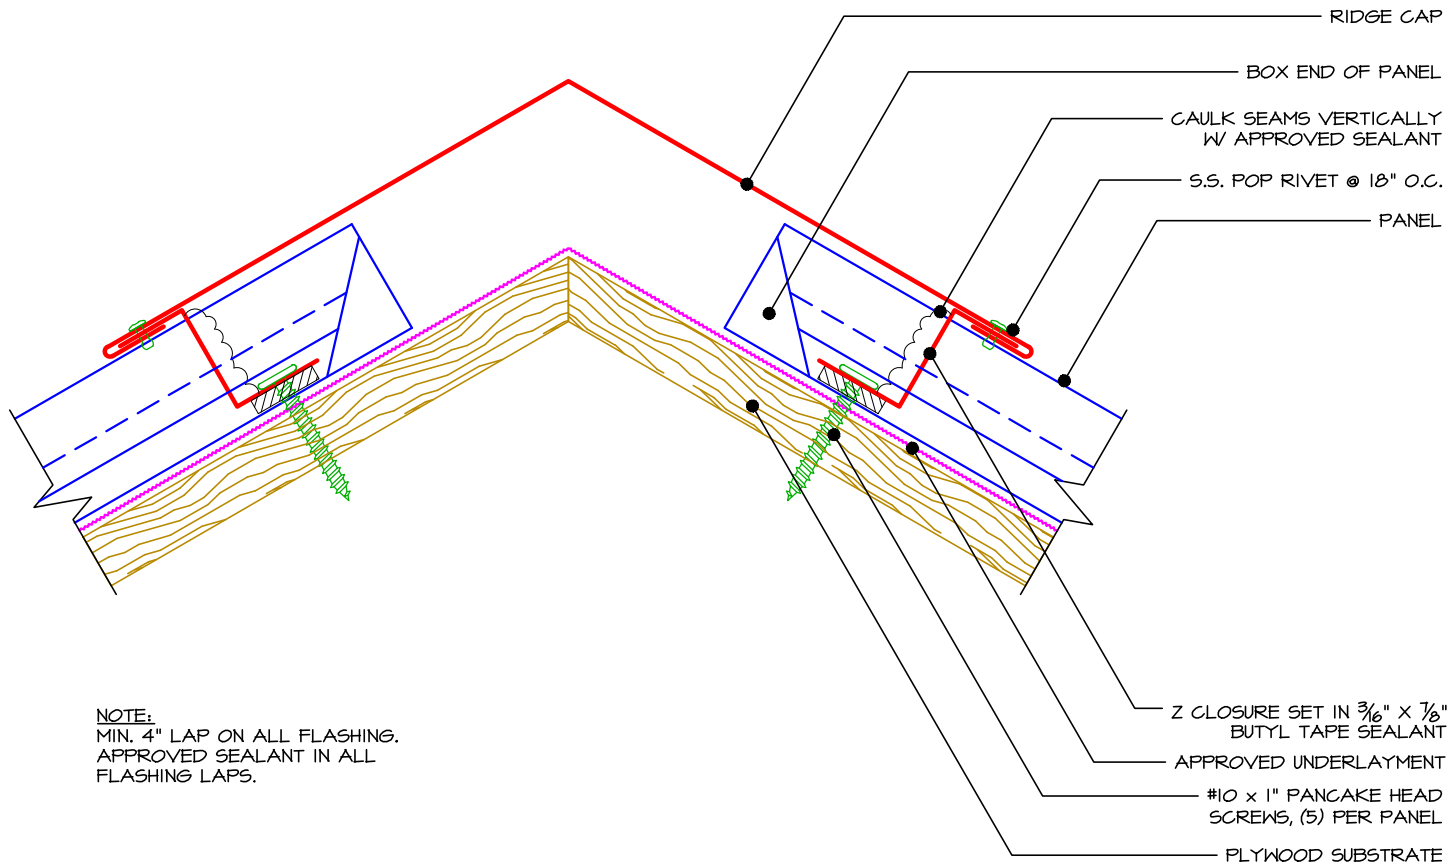 RIDGE CAP
BOX END OF PANEL
CAULK SEAMS VERTICALLY
W/ APPROVED SEALANT
S.S. POP RIVET @ 18" O.C.
PANEL
NOTE:
MIN. 4" LAP ON ALL FLASHING.
APPROVED SEALANT IN ALL
FLASHING LAPS.
Z CLOSURE SET IN 3/16" X 7/8"
BUTYL TAPE SEALANT
APPROVED UNDERLAYMENT
#10 x 1" PANCAKE HEAD
SCREWS, (5) PER PANEL
PLYWOOD SUBSTRATE